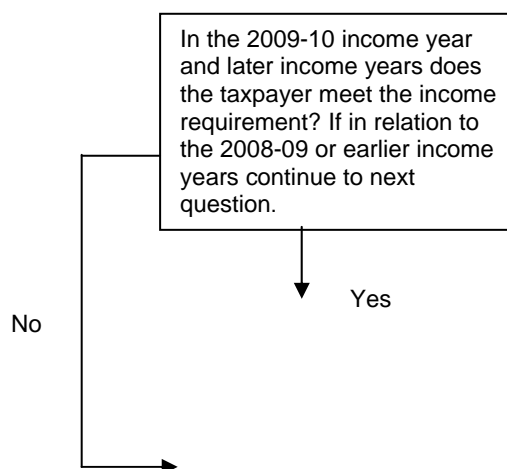 In the 2009-10 income year
and later income years does
the taxpayer meet the income
requirement? If in relation to
the 2008-09 or earlier income
years continue to next
question.
Yes
No